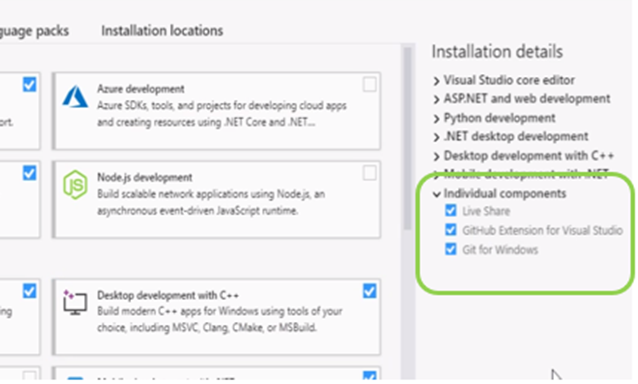 guage packs
Installation locations
Azure development
Azure SDKs, tools, and projects for developing cloud apps
and creating resources using .NET Core and .NET...
ort.
Node.js development
Build scalable network applications using Node.js, an
asynchronous event-driven JavaScript runtime.
Desktop development with C++
Build modern C++ apps for Windows using tools of your
choice, including MSVC, Clang, CMake, or MSBuild.
ing
Installation details
Visual Studio core editor
ASP.NET and web development
Python development
.NET desktop development
Desktop development with C++
Mobile development with .NET
Individual components
Live Share
GitHub Extension for Visual Studio
Git for Windows